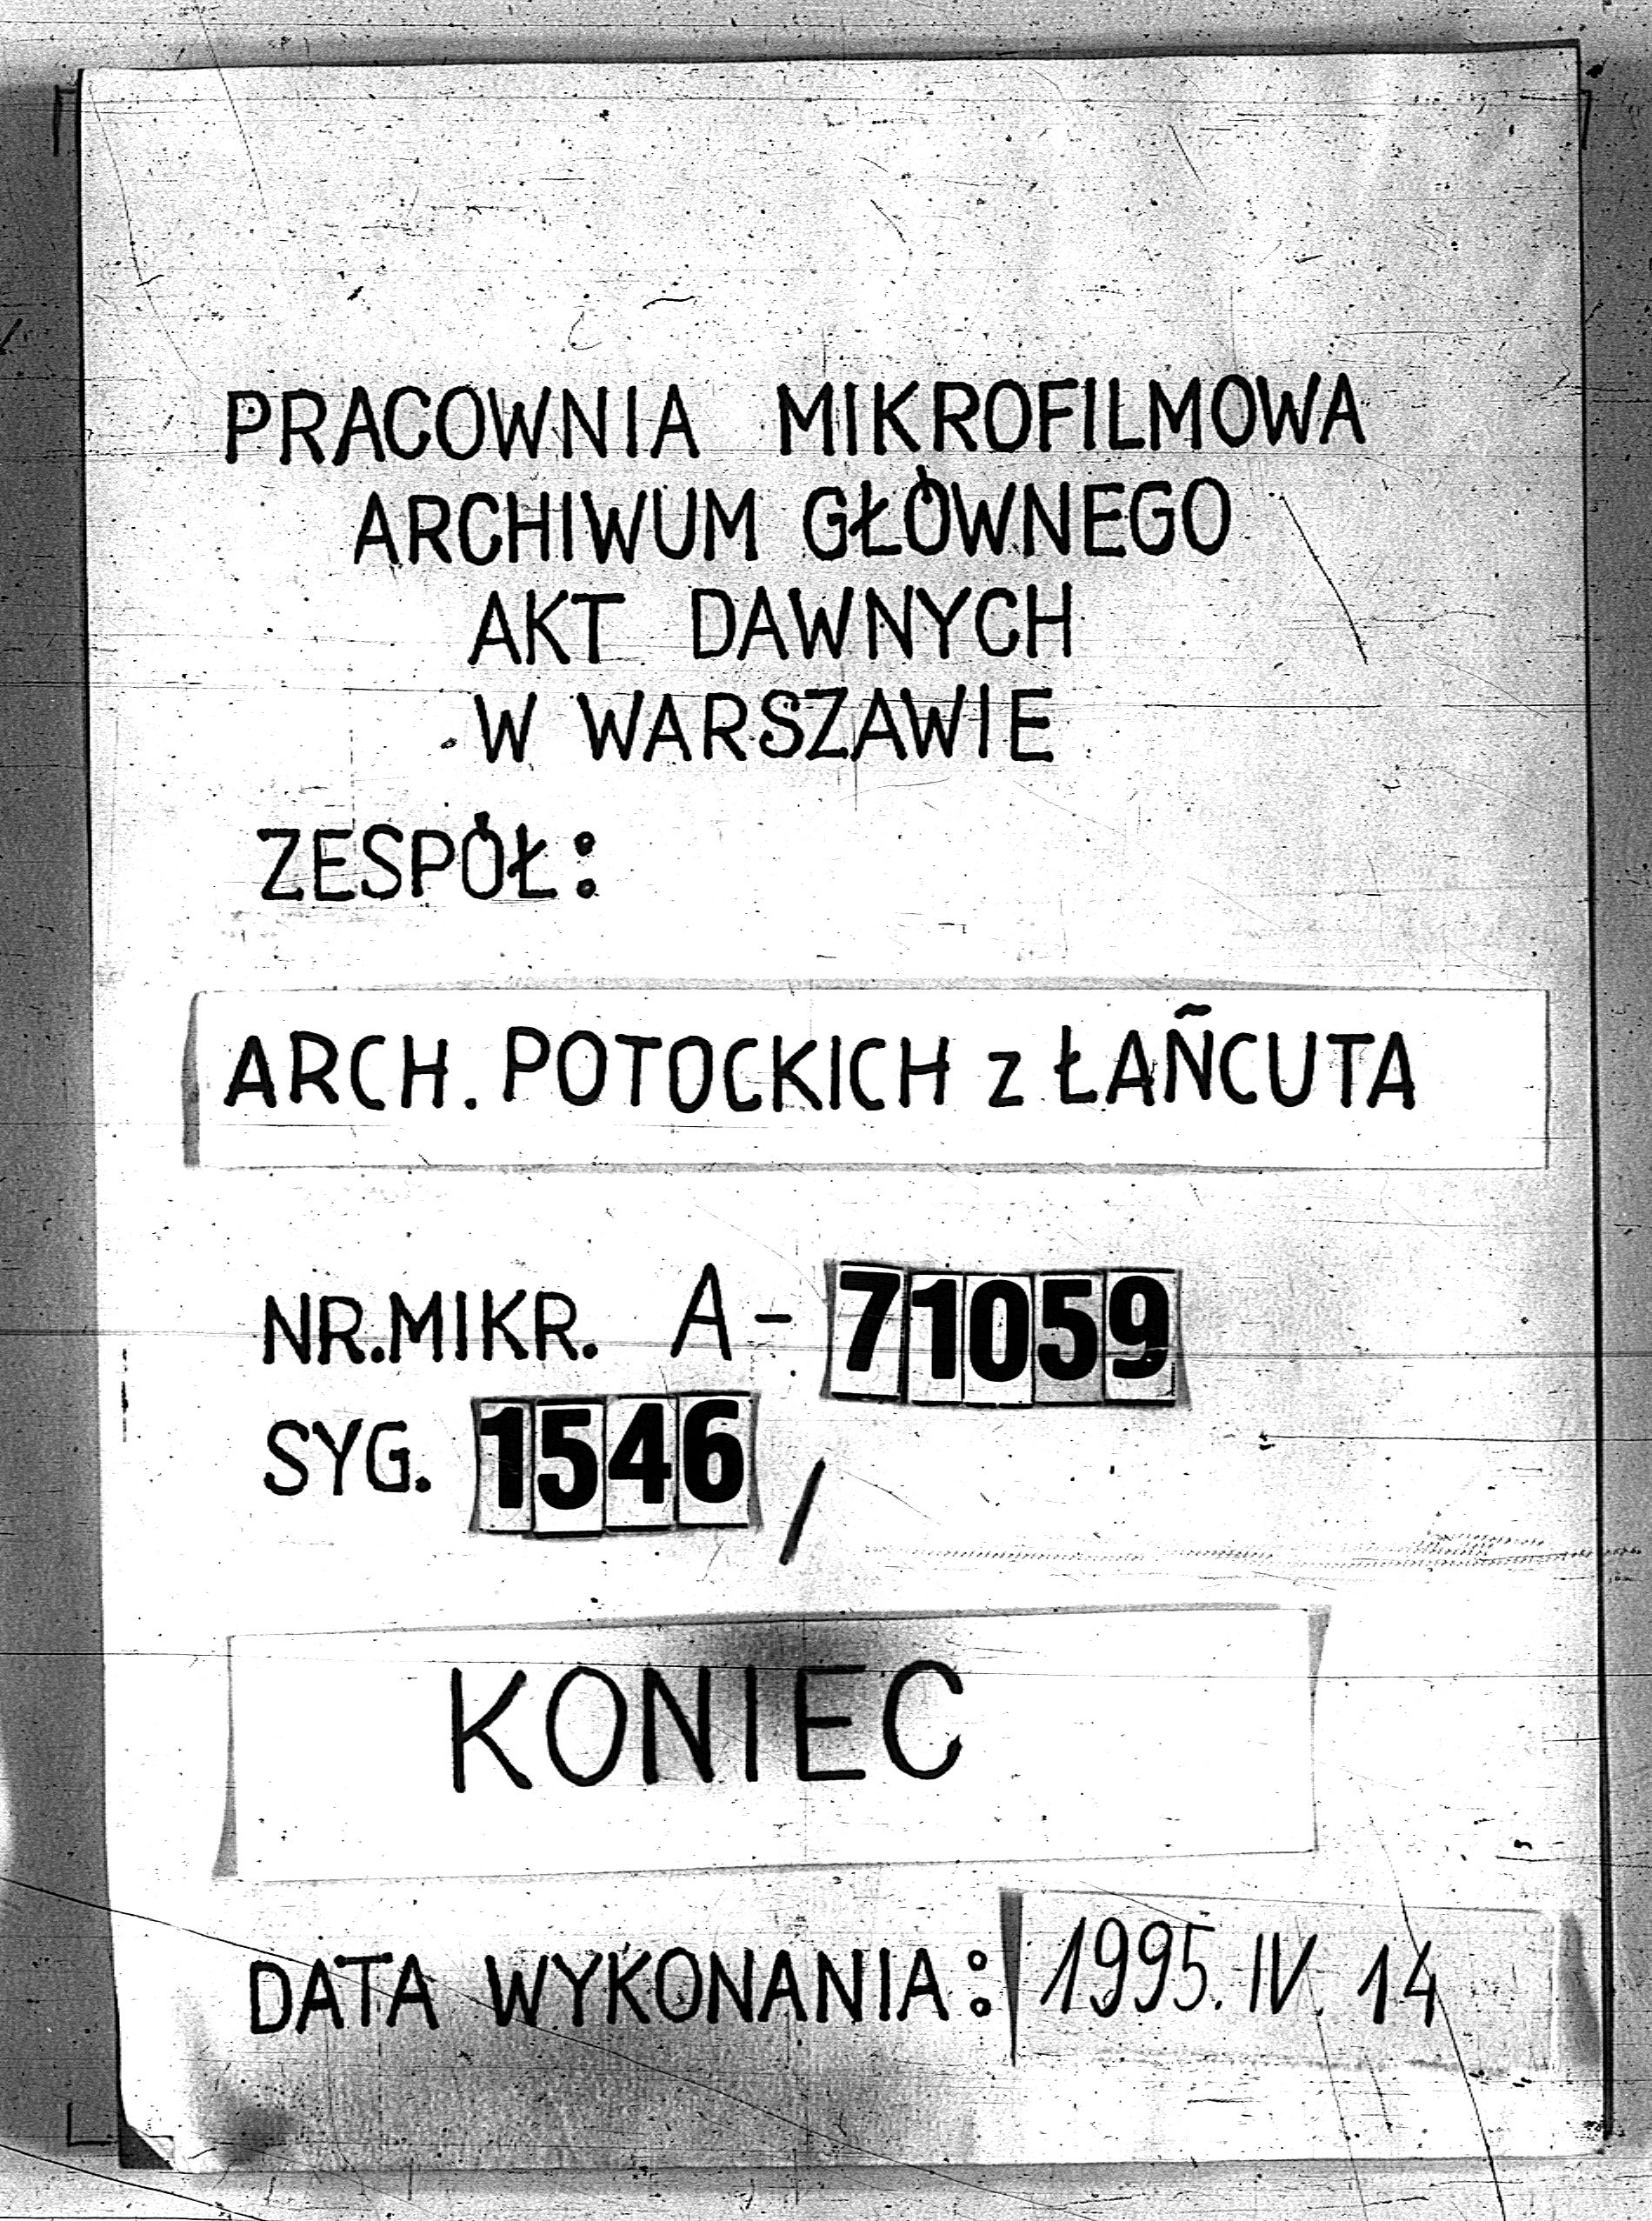 PRACOWNIA MIKROFILMOWA
ARCHIWUM GŁÓWNEGO
AKT DAWNYCH
W WARSZAWIE
ZESPÓŁ:
ARCH. POTOCKICH z ŁAŃCUTA
NR.MIKR. A-71059
SYG. 1546/
KONIEC
DATA WYKONANIA: 1995.IV.14